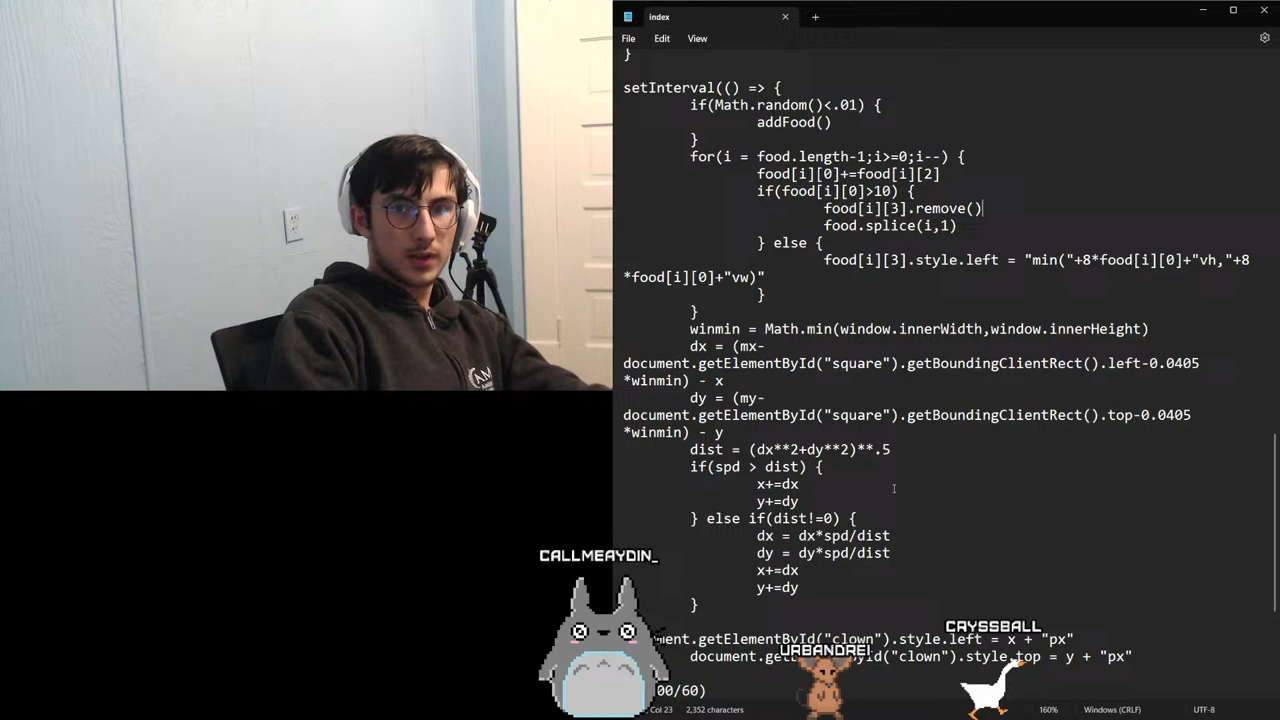 index
File Edit View
}
setInterval(() => {
if(Math.random()<.01) {
addFood()
}
for(i = food.length-1;i>=0;i--) {
food[i][0]+=food[i][2]
if(food[i][0]>10) {
food[i][3].remove()
food.splice(i,1)
} else {
food[i][3].style.left = "min("+8*food[i][0]+"vh,"+8
*food[i][0]+"vw)"
}
}
winmin = Math.min(window.innerWidth,window.innerHeight)
dx = (mx-
document.getElementById("square").getBoundingClientRect().left-0.0405
*winmin) - x
dy = (my-
document.getElementById("square").getBoundingClientRect().top-0.0405
*winmin) - y
dist = (dx**2+dy**2)**.5
if(spd > dist) {
x+=dx
y+=dy
} else if(dist!=0) {
dx = dx*spd/dist
dy = dy*spd/dist
x+=dx
y+=dy
}
CALLMEAYDIN_
CRYSSBALL
ument.getElementById("clown").style.left = x + "px"
URBANDREI
"clown").style.top = y + "px"
00/60)
Col 23 2,352 characters 160% Windows (CRLF) UTF-8